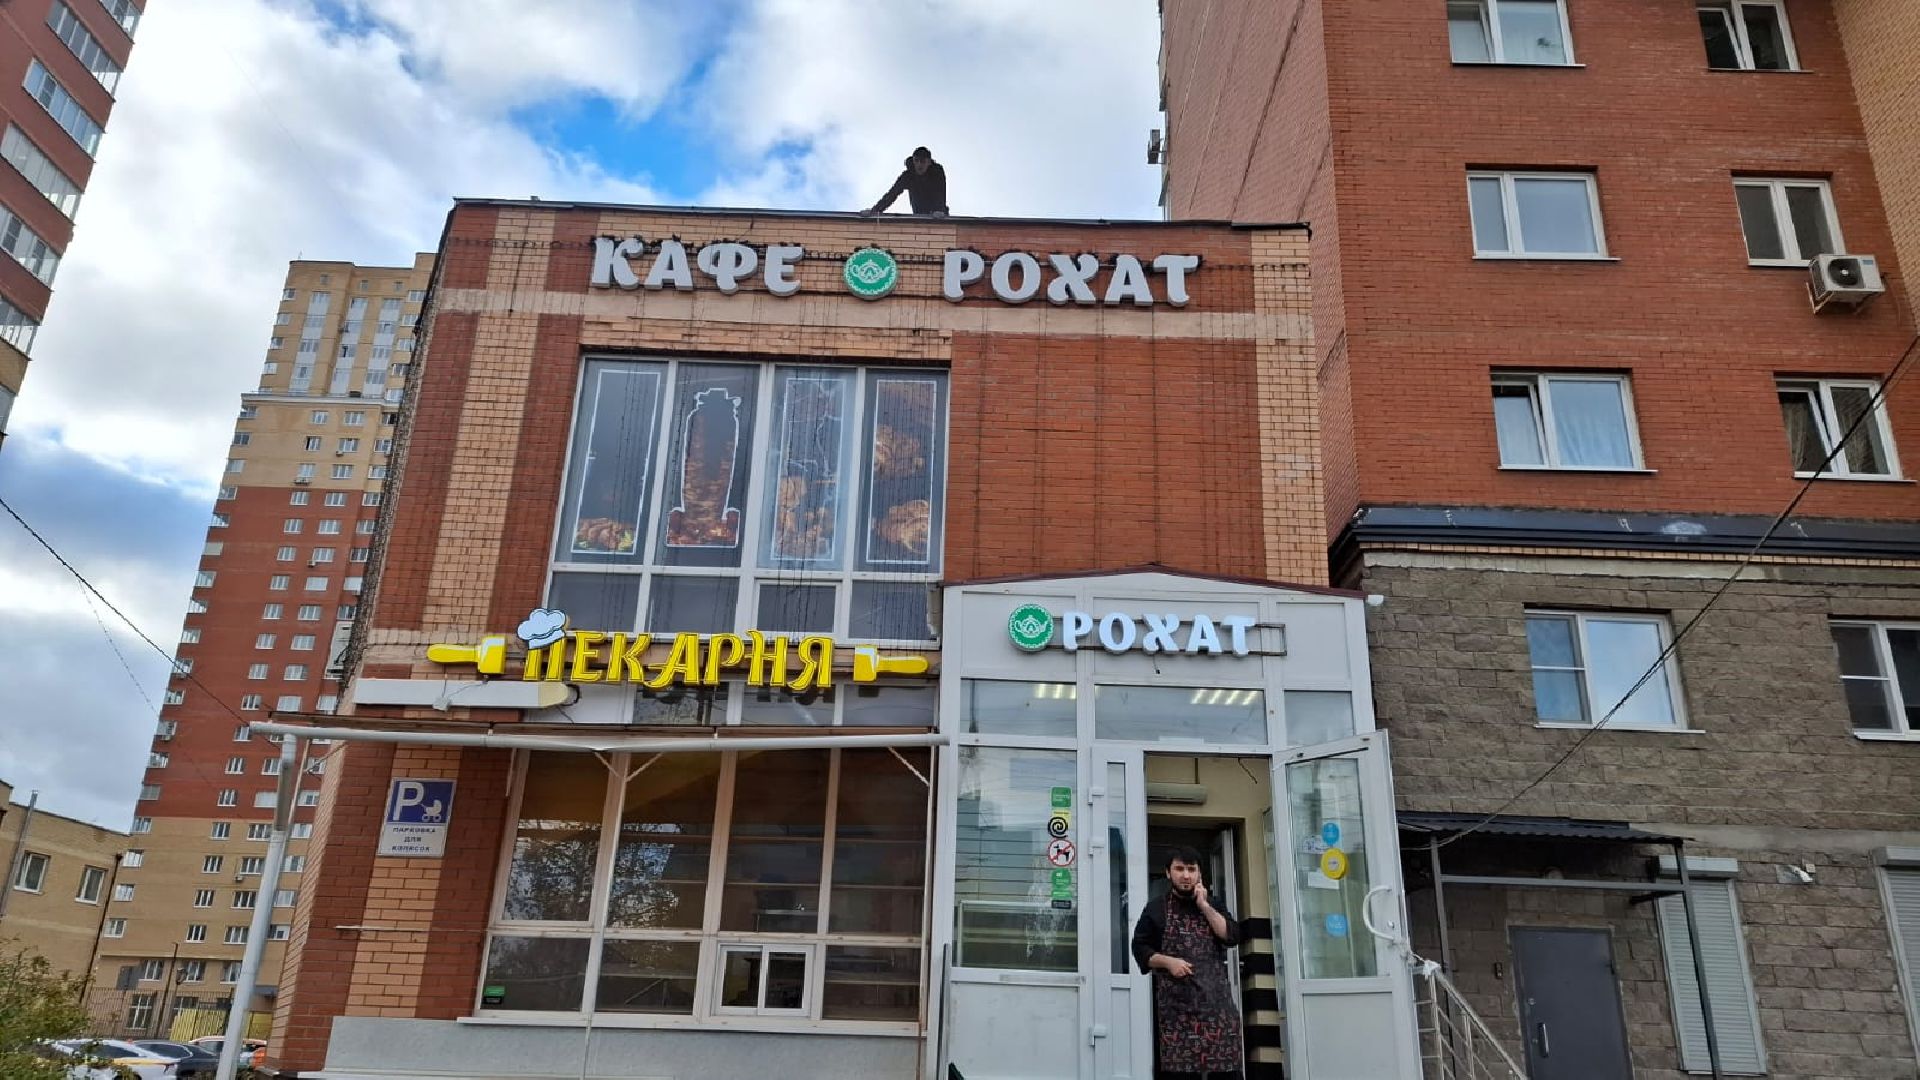 КАФЕ РОХАТ
ПЕКАРНЯ
РОХАТ
P
ПАРКОВКА
ДЛЯ
КОЛЯСОК